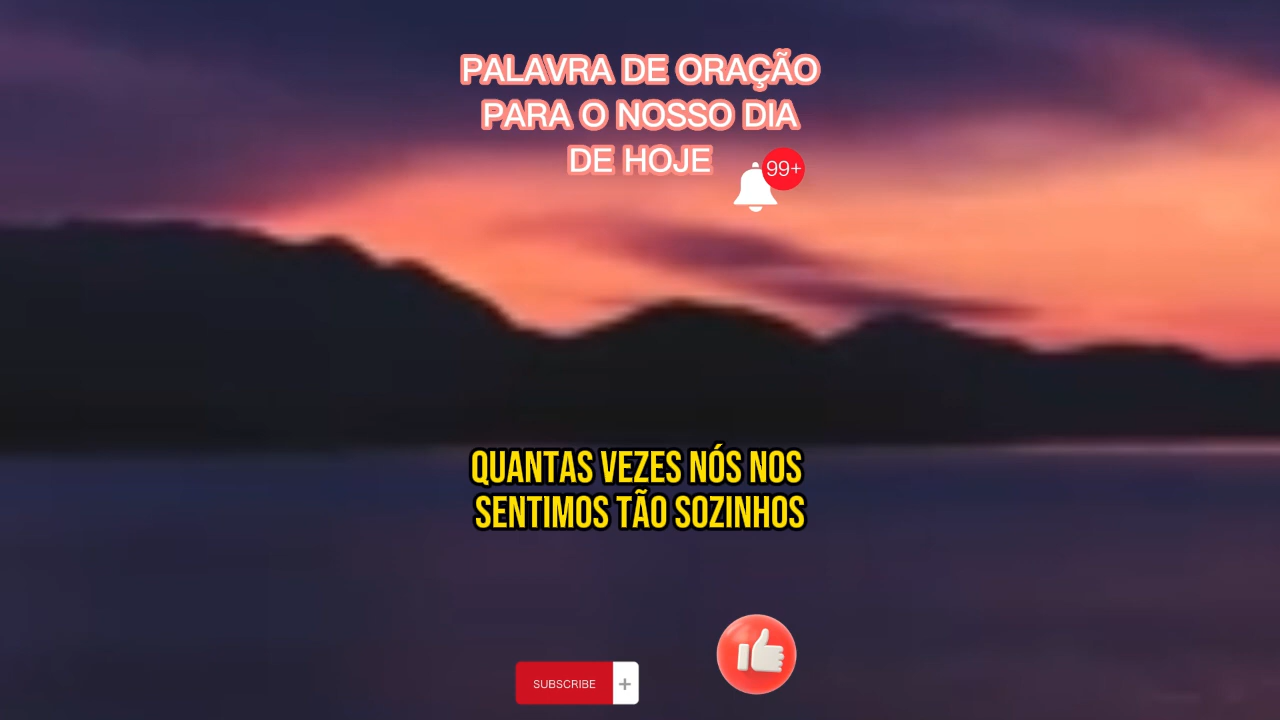 PALAVRA DE ORAÇÃO
PARA O NOSSO DIA
DE HOJE
99+
QUANTAS VEZES NÓS NOS
SENTIMOS TÃO SOZINHOS
SUBSCRIBE